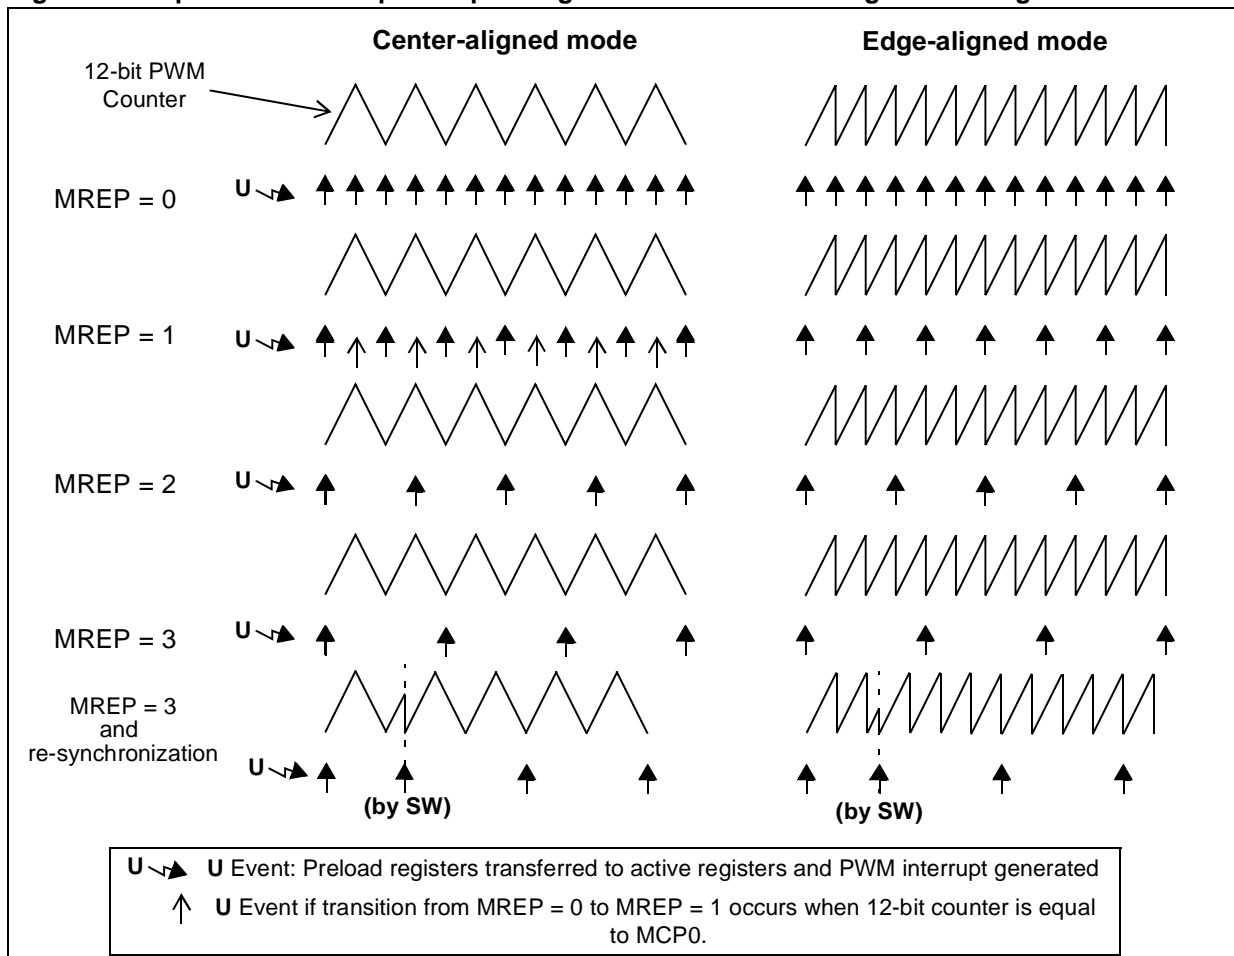 Center-aligned mode
Edge-aligned mode
12-bit PWM
Counter
U
MREP = 0
U
MREP = 1
U
MREP = 2
U
MREP = 3
MREP = 3
and
re-synchronization
U
(by SW)
(by SW)
U U Event: Preload registers transferred to active registers and PWM interrupt generated
U Event if transition from MREP = 0 to MREP = 1 occurs when 12-bit counter is equal
to MCP0.